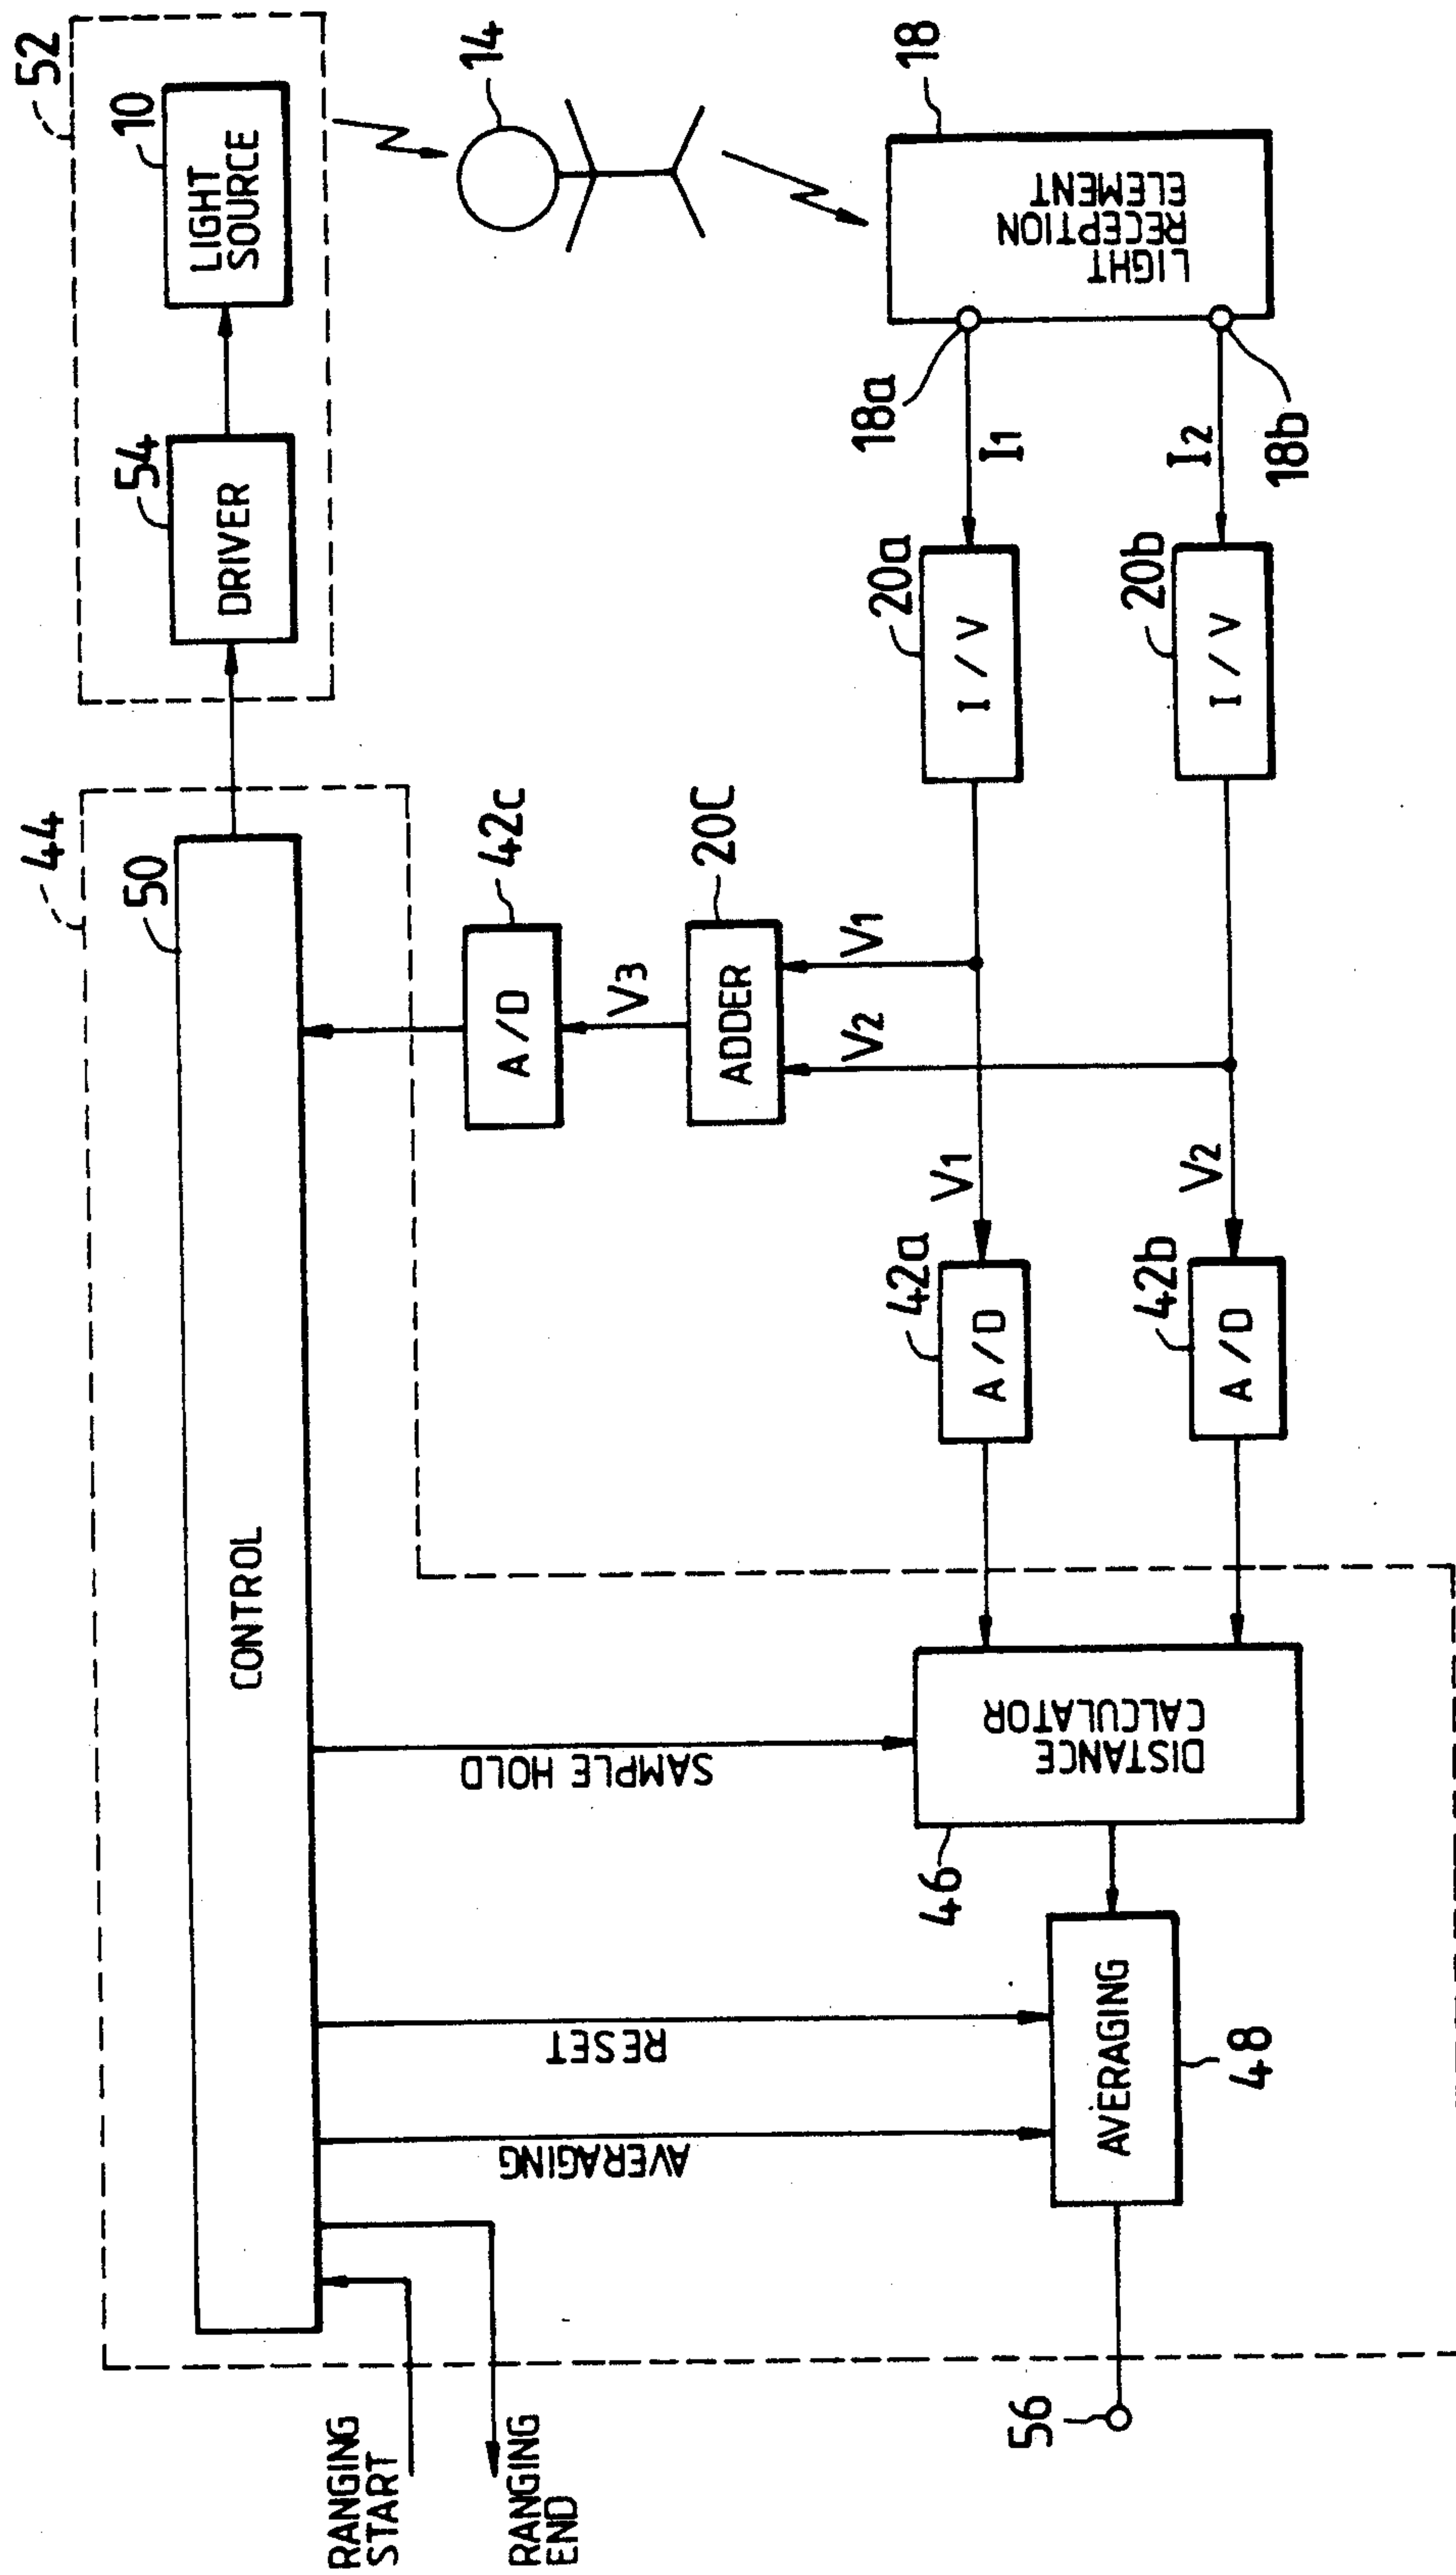 44
52
50
54
10
CONTROL
DRIVER
LIGHT
SOURCE
14
RANGING
START
RANGING
END
AVERAGING
RESET
SAMPLE HOLD
42c
A/D
V3
20C
ADDER
V2
V1
18
LIGHT
RECEPTION
ELEMENT
18a
I1
20a
I/V
V1
42a
A/D
18b
I2
20b
I/V
V2
42b
A/D
DISTANCE
CALCULATOR
46
AVERAGING
48
56